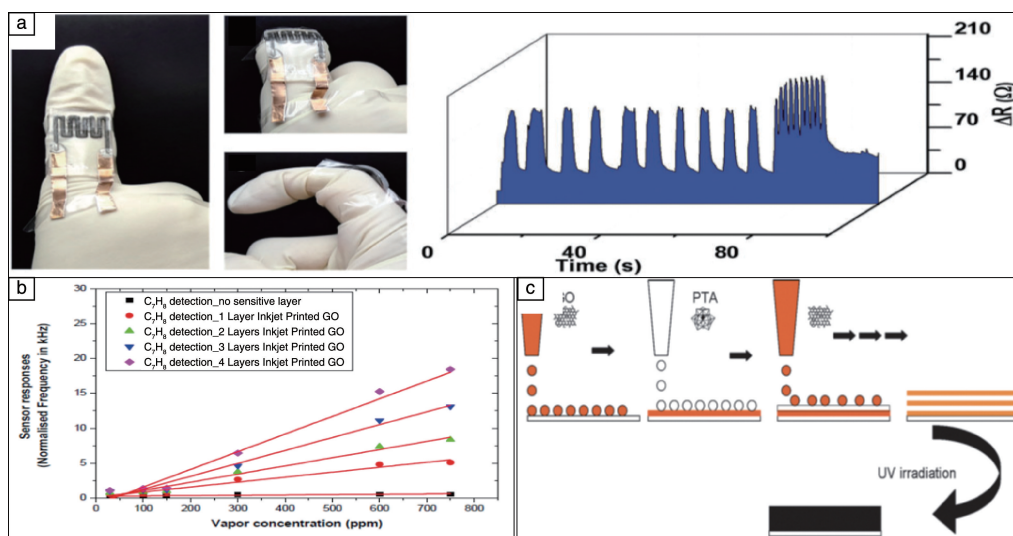 a
210
140
70
0
ΔR (Ω)
0
40
80
Time (s)
b
30
25
20
15
10
5
0
Sensor responses
(Normalised Frequency in kHz)
C₇H₈ detection_no sensitive layer
C₇H₈ detection_1 Layer Inkjet Printed GO
C₇H₈ detection_2 Layers Inkjet Printed GO
C₇H₈ detection_3 Layers Inkjet Printed GO
C₇H₈ detection_4 Layers Inkjet Printed GO
0 100 200 300 400 500 600 700 800
Vapor concentration (ppm)
c
PTA
UV irradiation